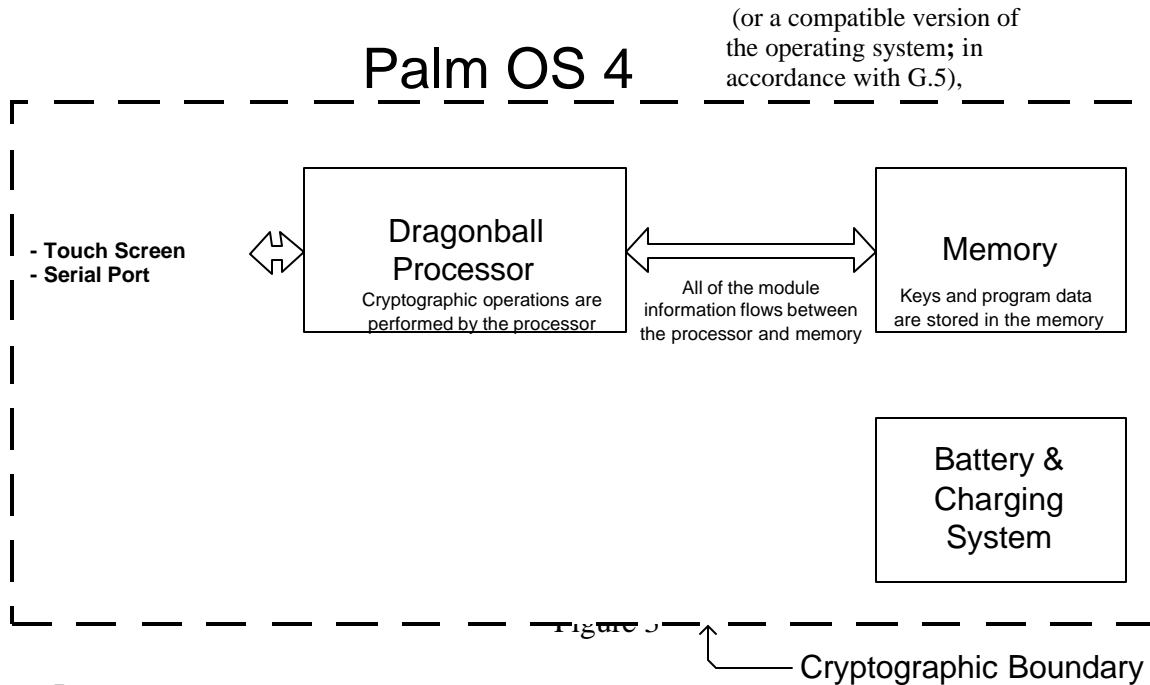 (or a compatible version of
the operating system; in
accordance with G.5),
Palm OS 4
- Touch Screen
- Serial Port
Dragonball
Processor
Cryptographic operations are
performed by the processor
All of the module
information flows between
the processor and memory
Memory
Keys and program data
are stored in the memory
Battery &
Charging
System
Figure
Cryptographic Boundary